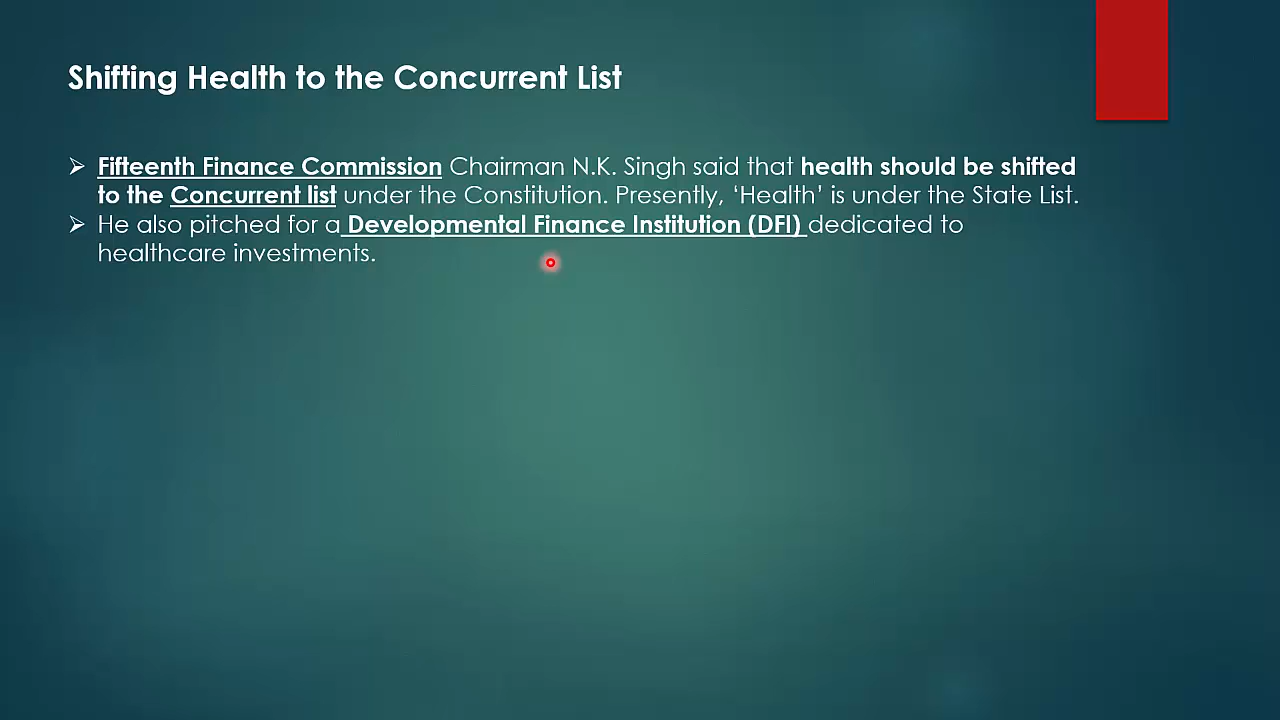 Shifting Health to the Concurrent List
➢ Fifteenth Finance Commission Chairman N.K. Singh said that health should be shifted
to the Concurrent list under the Constitution. Presently, ‘Health’ is under the State List.
➢ He also pitched for a Developmental Finance Institution (DFI) dedicated to
healthcare investments.